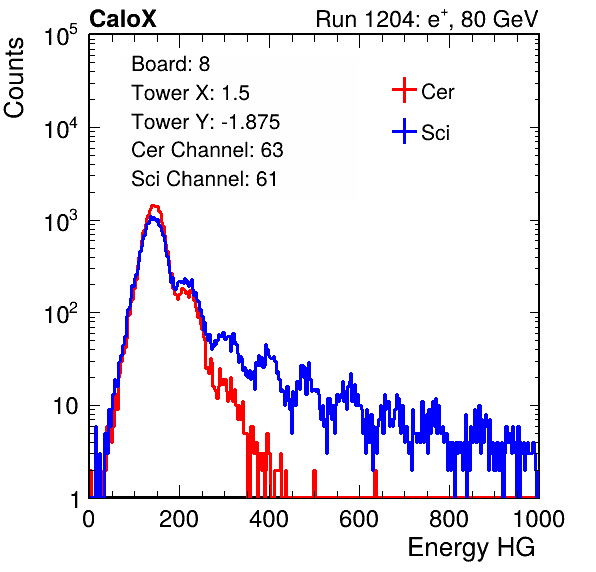 CaloX Run 1204: e⁺, 80 GeV
Counts
Board: 8
Tower X: 1.5
Tower Y: -1.875
Cer Channel: 63
Sci Channel: 61
Cer
Sci
10⁵
10⁴
10³
10²
10
1
0 200 400 600 800 1000
Energy HG